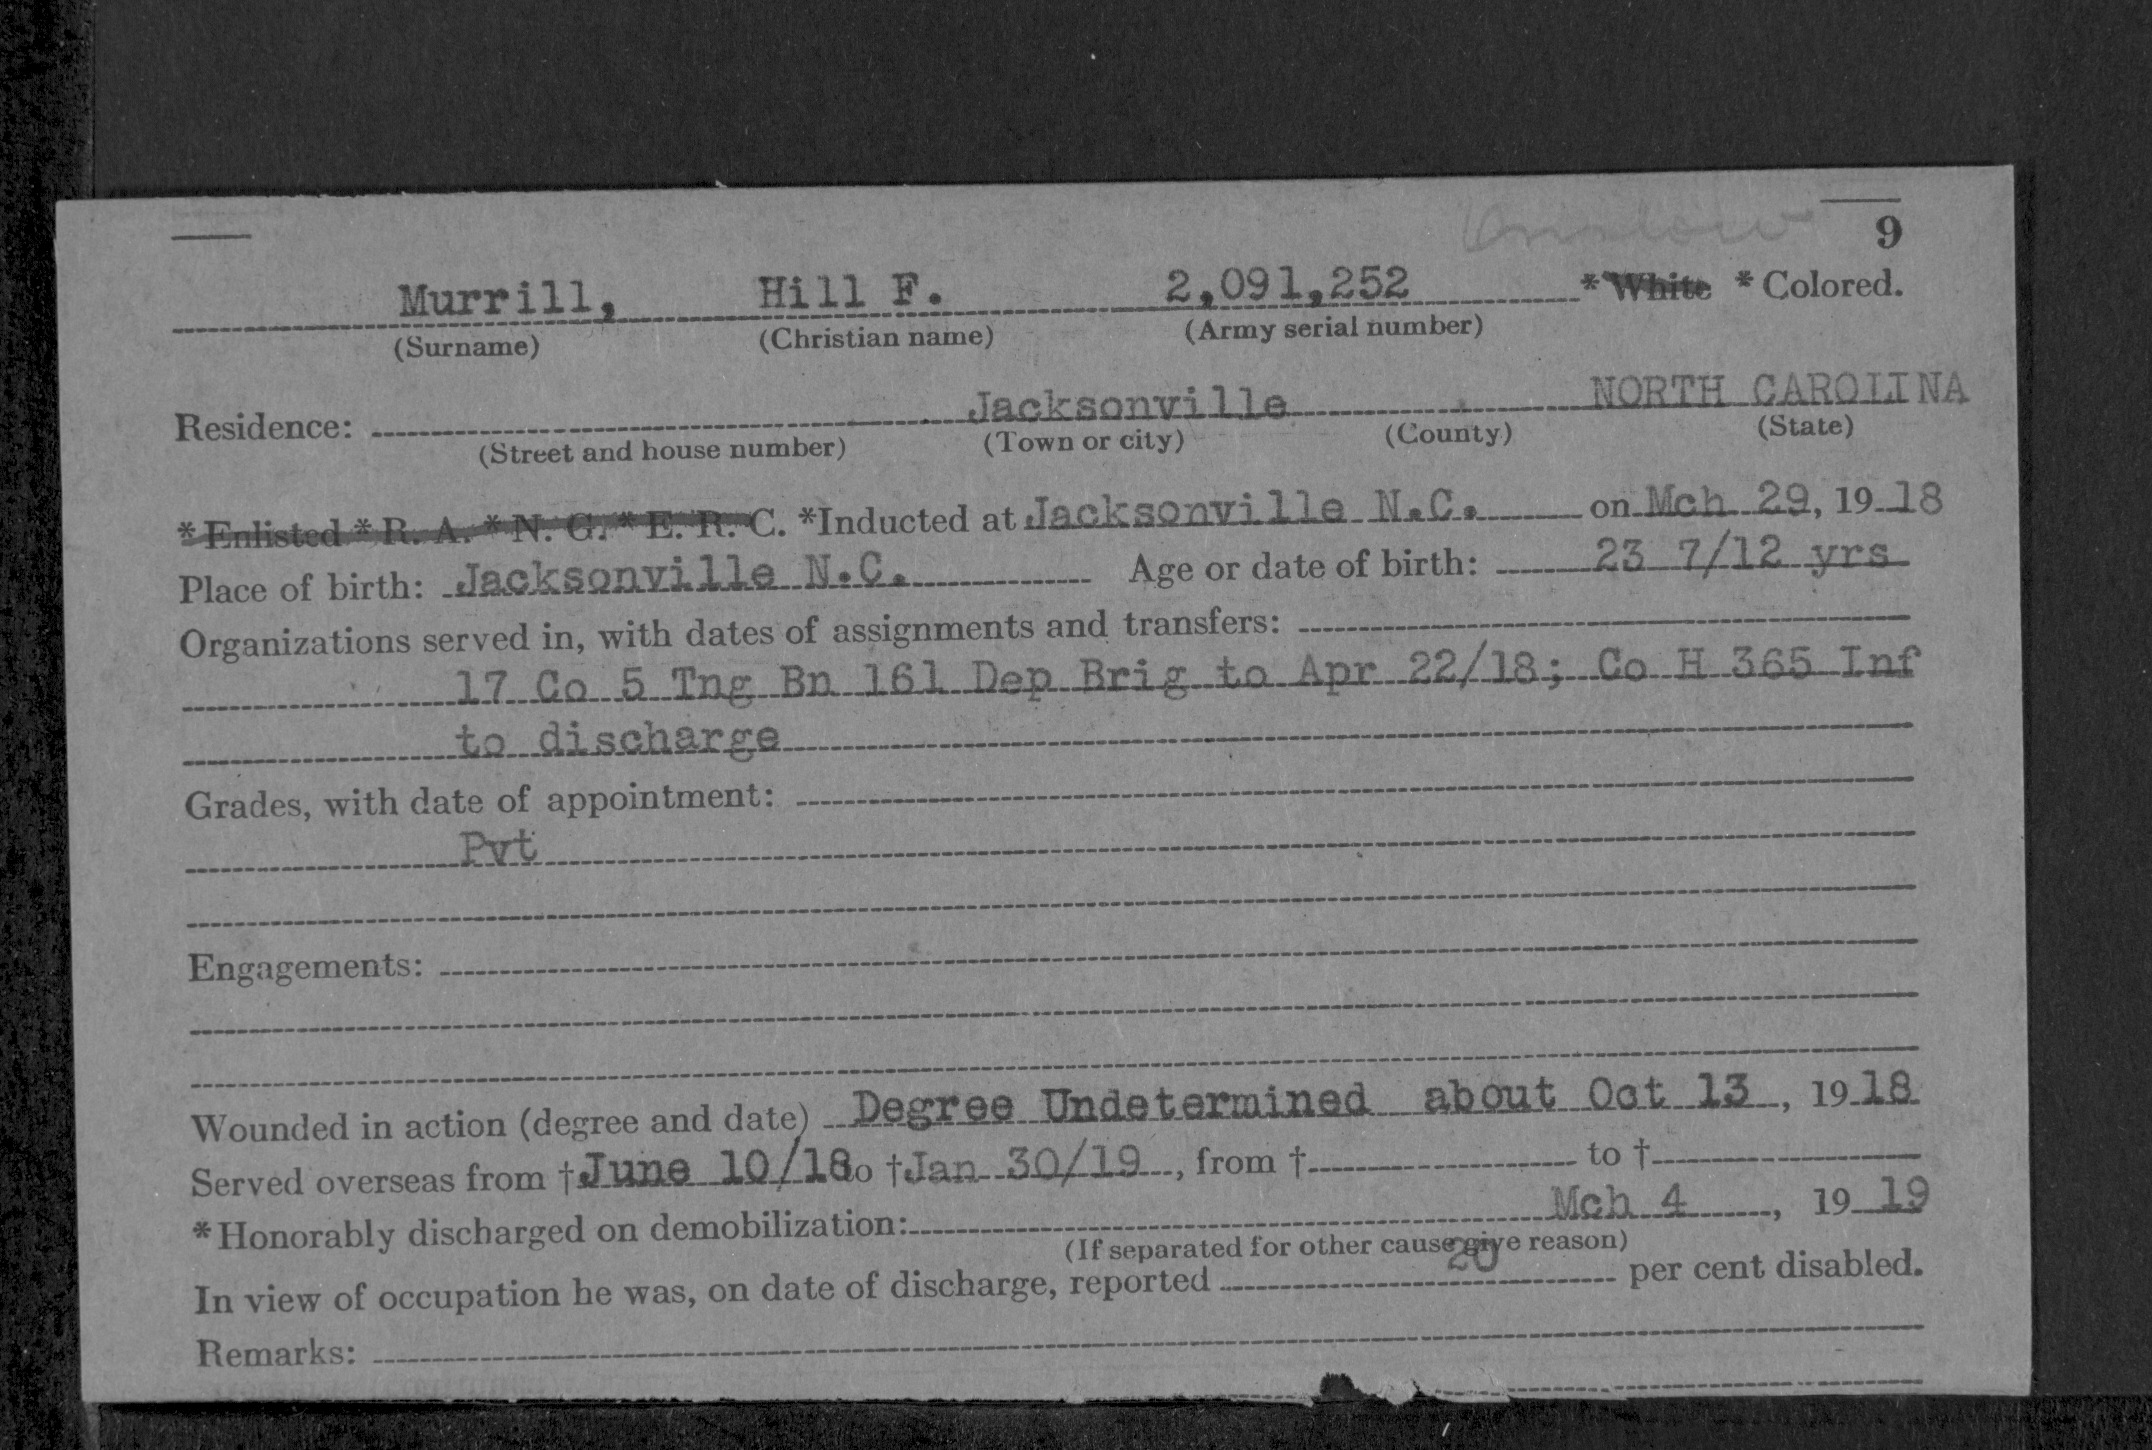 Onslow
9
Murrill, Hill F. 2,091,252 *White *Colored.
(Surname) (Christian name) (Army serial number)
Residence: Jacksonville NORTH CAROLINA
(Street and house number) (Town or city) (County) (State)
*Enlisted *R. A. *N. G. *E. R. C. *Inducted at Jacksonville N.C. on Mch 29, 1918
Place of birth: Jacksonville N.C. Age or date of birth: 23 7/12 yrs
Organizations served in, with dates of assignments and transfers:
17 Co 5 Tng Bn 161 Dep Brig to Apr 22/18; Co H 365 Inf
to discharge
Grades, with date of appointment:
Pvt
Engagements:
Wounded in action (degree and date) Degree Undetermined about Oct 13, 1918
Served overseas from †June 10/18o †Jan 30/19, from † to †
*Honorably discharged on demobilization: Mch 4, 1919
(If separated for other cause give reason)
In view of occupation he was, on date of discharge, reported 20 per cent disabled.
Remarks: